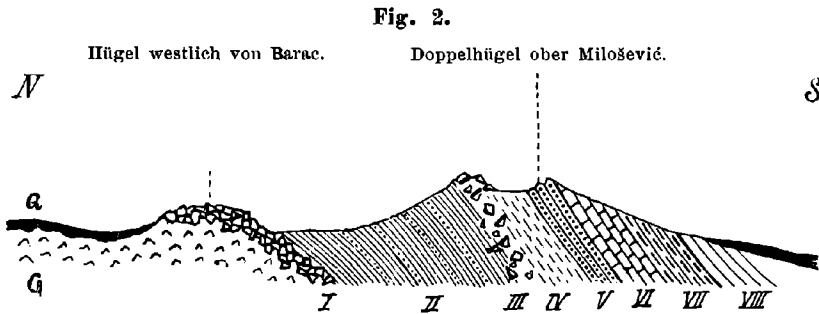 Fig. 2.
Hügel westlich von Barac. Doppelhügel ober Milošević.
N S
Q
G
I II III IV V VI VII VIII